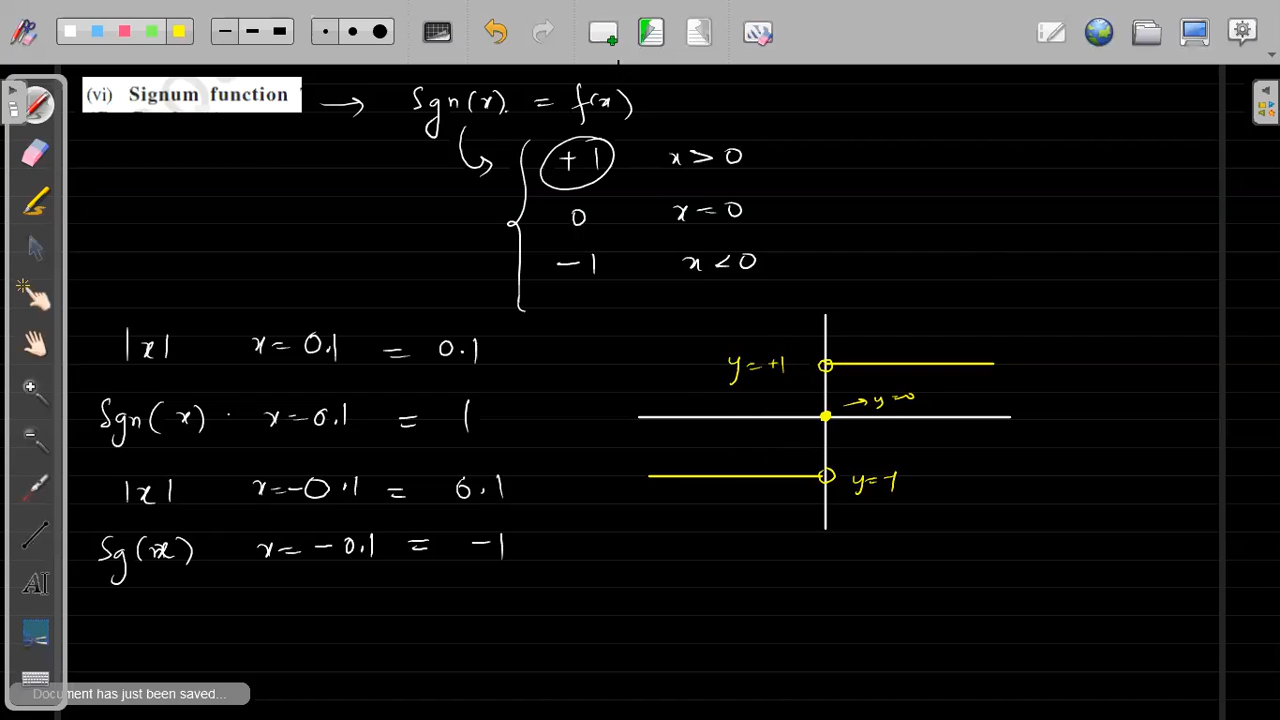 (vi) Signum function → Sgn(x). = f(x)
+1 x > 0
0 x = 0
-1 x < 0
|x| x = 0.1 = 0.1
Sgn(x) . x = 0.1 = 1
|x| x = -0.1 = 0.1
Sg(x) x = -0.1 = -1
y = +1
→ y = 0
y = -1
AI
Document has just been saved...